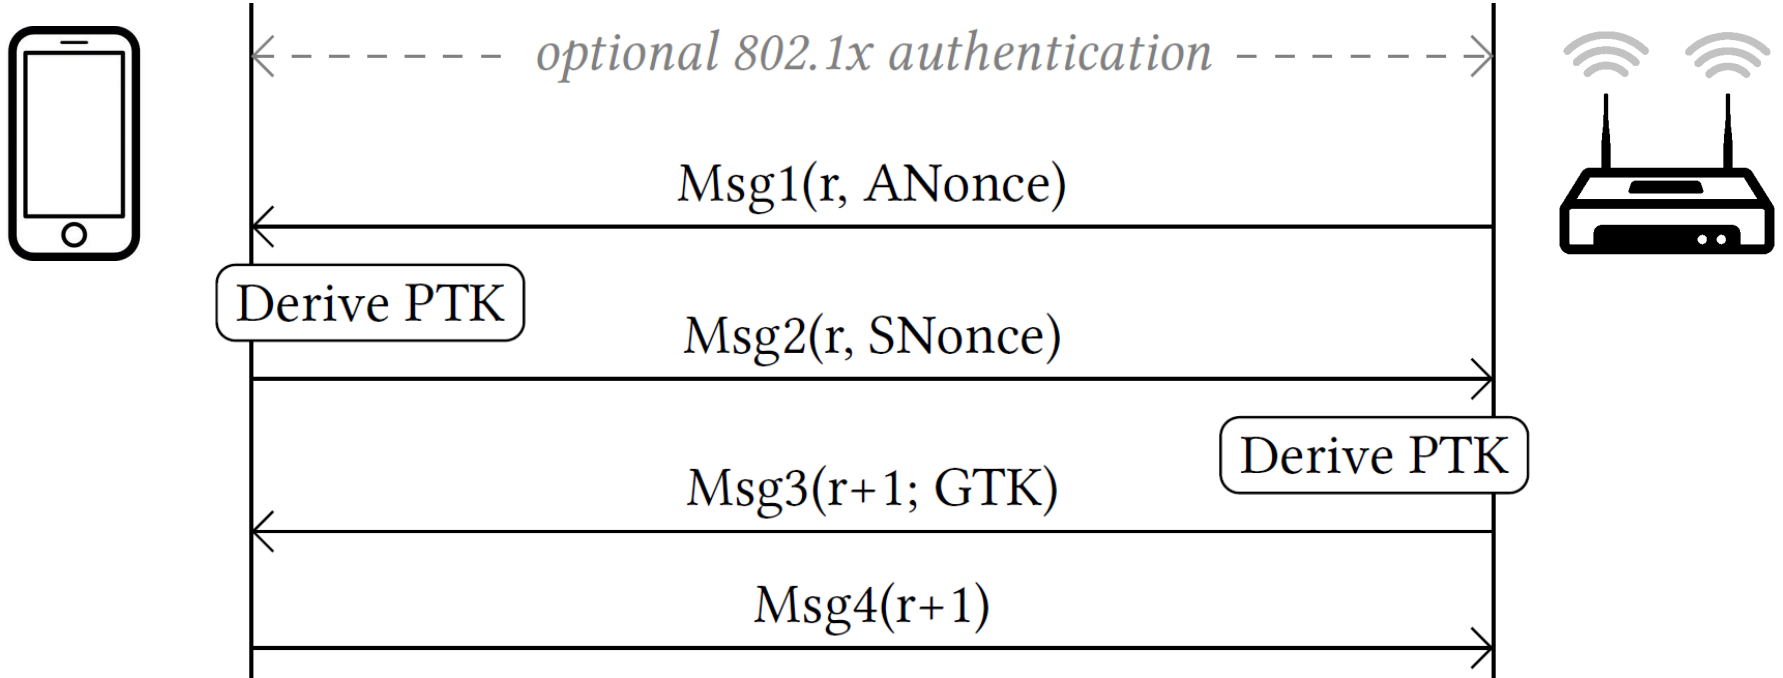 optional 802.1x authentication
Msg1(r, ANonce)
Derive PTK
Msg2(r, SNonce)
Derive PTK
Msg3(r+1; GTK)
Msg4(r+1)